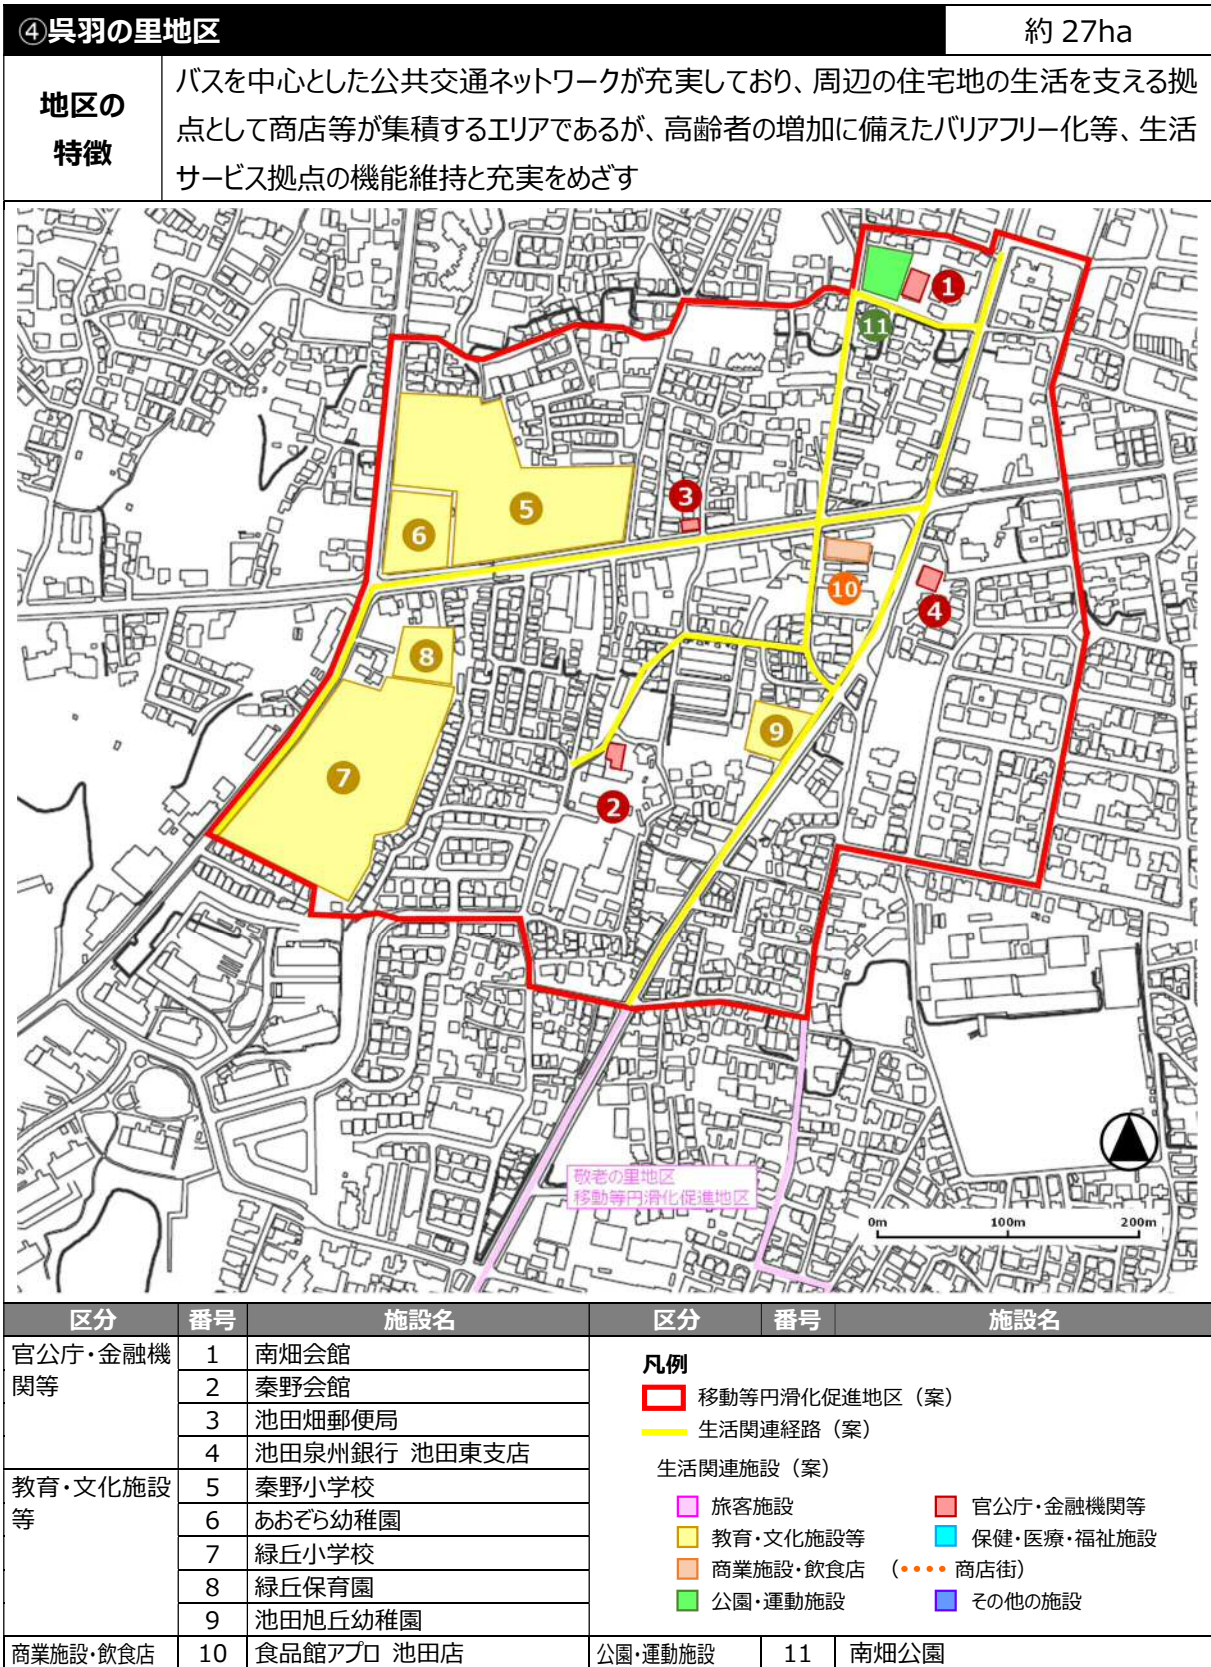 ④呉羽の里地区
約 27ha
地区の
特徴
バスを中心とした公共交通ネットワークが充実しており、周辺の住宅地の生活を支える拠
点として商店等が集積するエリアであるが、高齢者の増加に備えたバリアフリー化等、生活
サービス拠点の機能維持と充実をめざす
1
11
3
5
6
10
4
8
9
7
2
敬老の里地区
移動等円滑化促進地区
0m 100m 200m
区分 番号 施設名 区分 番号 施設名
官公庁・金融機
関等
1 南畑会館
2 秦野会館
3 池田畑郵便局
4 池田泉州銀行 池田東支店
教育・文化施設
等
5 秦野小学校
6 あおぞら幼稚園
7 緑丘小学校
8 緑丘保育園
9 池田旭丘幼稚園
商業施設・飲食店 10 食品館アプロ 池田店
凡例
移動等円滑化促進地区（案）
生活関連経路（案）
生活関連施設（案）
旅客施設 官公庁・金融機関等
教育・文化施設等 保健・医療・福祉施設
商業施設・飲食店 （•••• 商店街）
公園・運動施設 その他の施設
公園・運動施設 11 南畑公園